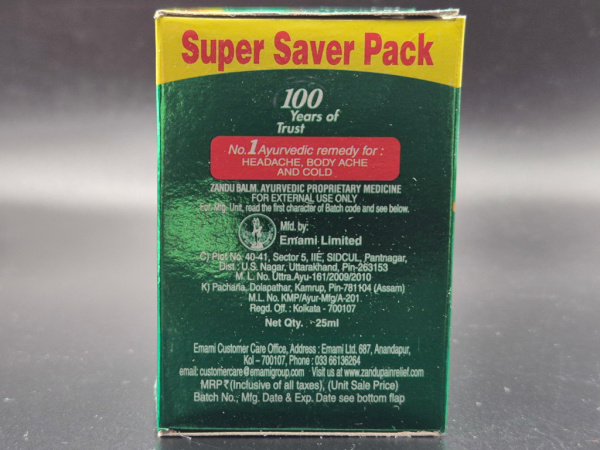 Super Saver Pack
100
Years of
Trust
No.1 Ayurvedic remedy for :
HEADACHE, BODY ACHE
AND COLD
ZANDU BALM. AYURVEDIC PROPRIETARY MEDICINE
FOR EXTERNAL USE ONLY
For Mfg. Unit, read the first character of Batch code and see below.
Mfd. by:
Emami Limited
C) Plot No. 40-41, Sector 5, IIE, SIDCUL, Pantnagar,
Dist : U.S. Nagar, Uttarakhand, Pin-263153
M. L. No. Uttra.Ayu-161/2009/2010
K) Pacharia, Dolapathar, Kamrup, Pin-781104 (Assam)
M.L. No. KMP/Ayur-Mfg/A-201
Regd. Off. : Kolkata - 700107
Net Qty. : 25ml
Emami Customer Care Office, Address : Emami Ltd. 687, Anandapur,
Kol – 700107, Phone : 033 66136264
email: customercare@emamigroup.com Visit us at www.zandupainrelief.com
MRP ₹ (Inclusive of all taxes), (Unit Sale Price)
Batch No., Mfg. Date & Exp. Date see bottom flap